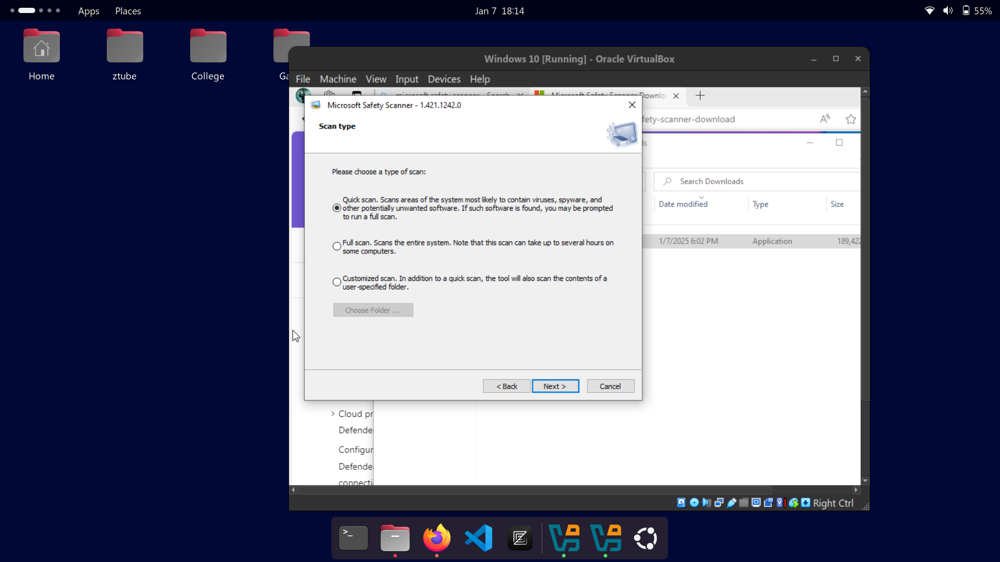 Apps Places
Jan 7 18:14
55%
Home
ztube
College
Windows 10 [Running] - Oracle VirtualBox
File Machine View Input Devices Help
Microsoft Safety Scanner - 1.421.1242.0
Scan type
fety-scanner-download
Please choose a type of scan:
Search Downloads
Date modified
Type
Size
Quick scan. Scans areas of the system most likely to contain viruses, spyware, and
other potentially unwanted software. If such software is found, you may be prompted
to run a full scan.
Full scan. Scans the entire system. Note that this scan can take up to several hours on
some computers.
1/7/2025 6:02 PM
Application
189,422
Customized scan. In addition to a quick scan, the tool will also scan the contents of a
user-specified folder.
Choose Folder ...
< Back
Next >
Cancel
Cloud pr
Defende
Configur
Defende
connecti
Right Ctrl